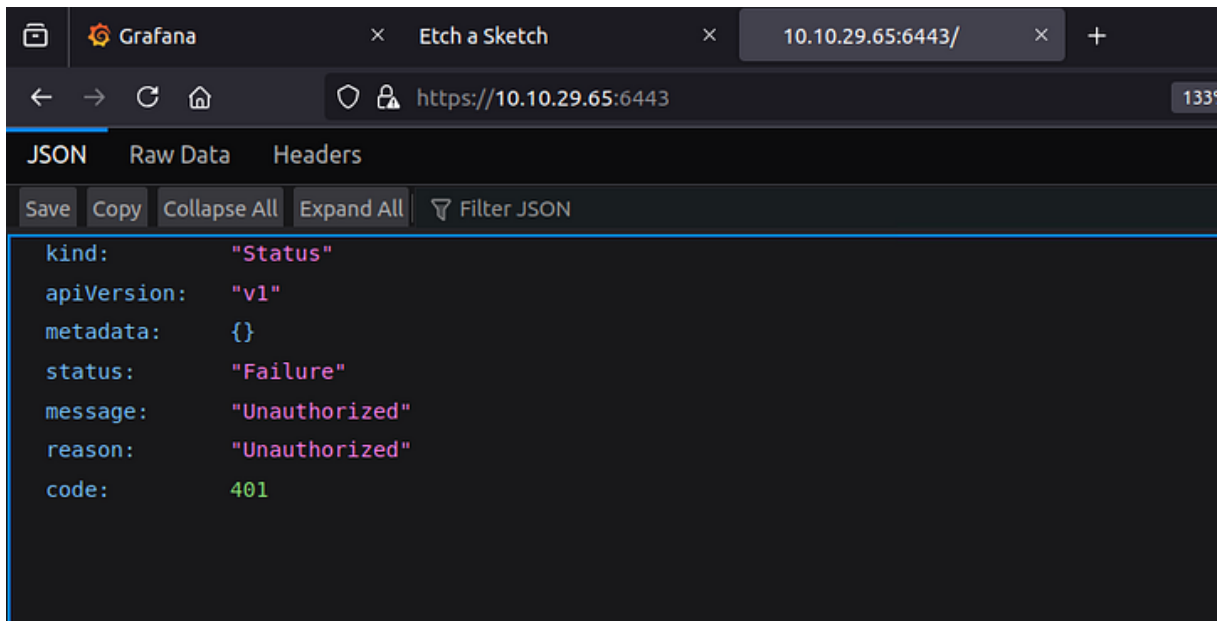 Grafana Etch a Sketch 10.10.29.65:6443/
https://10.10.29.65:6443 133%
JSON Raw Data Headers
Save Copy Collapse All Expand All Filter JSON
kind: "Status"
apiVersion: "v1"
metadata: {}
status: "Failure"
message: "Unauthorized"
reason: "Unauthorized"
code: 401